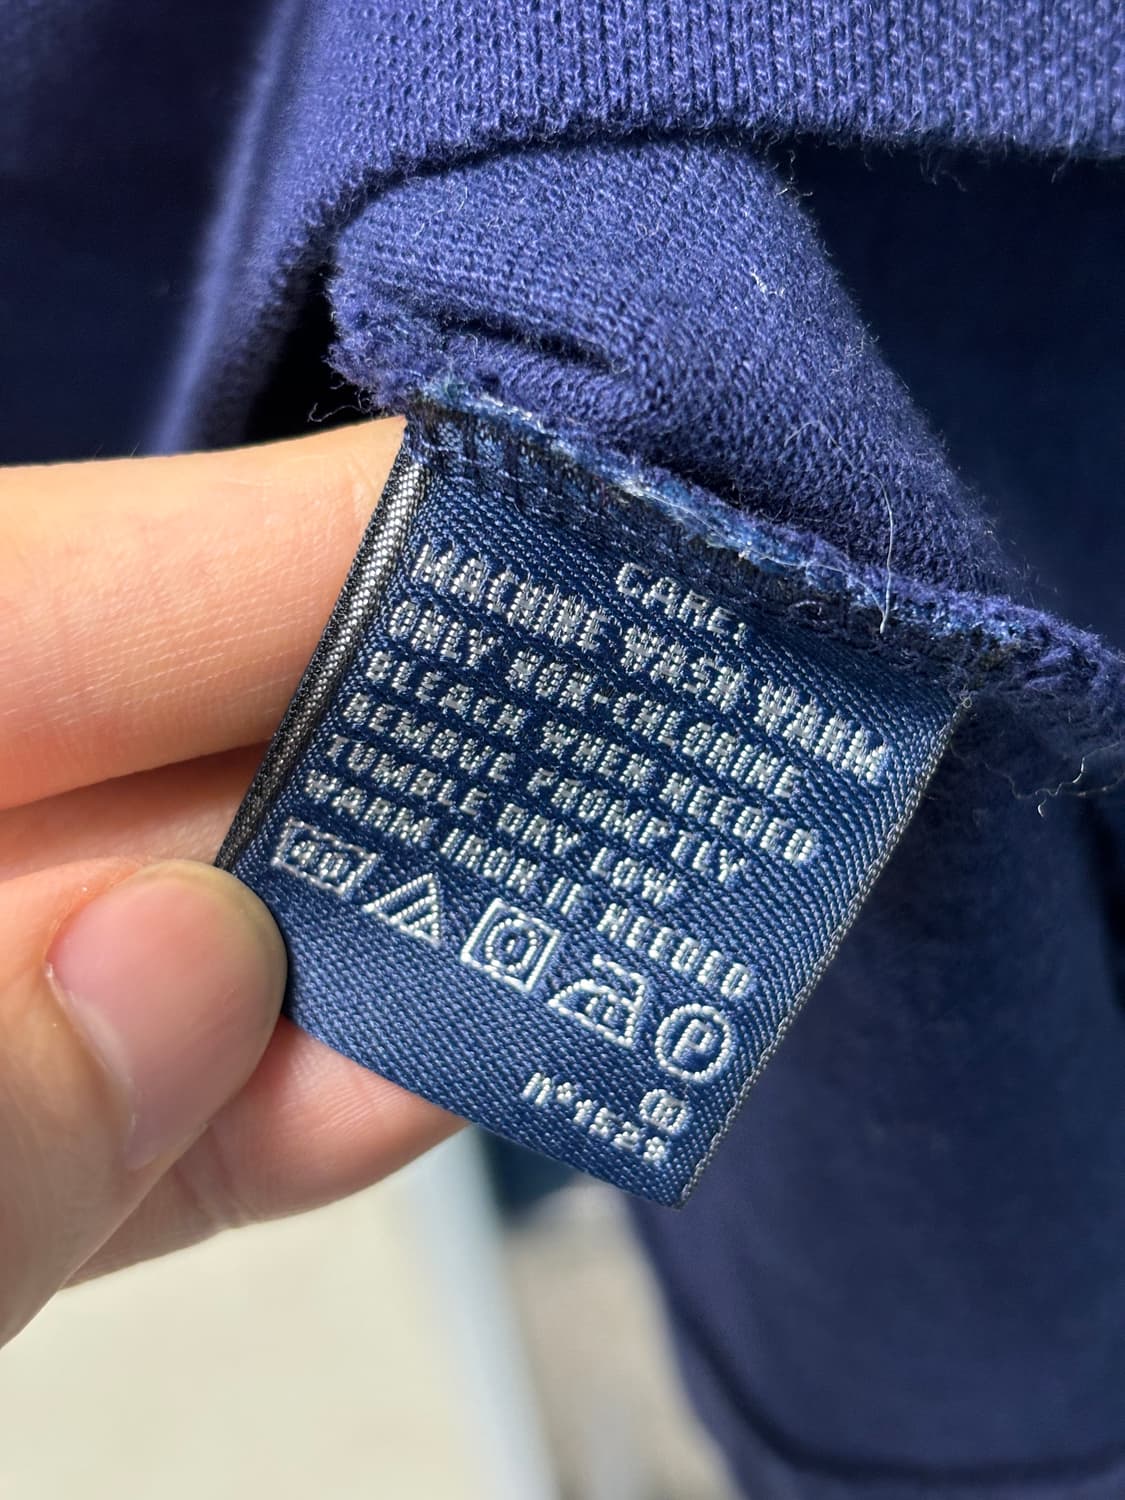 CARE:
MACHINE WASH WARM
ONLY NON-CHLORINE
BLEACH WHEN NEEDED
REMOVE PROMPTLY
TUMBLE DRY LOW
WARM IRON IF NEEDED
P